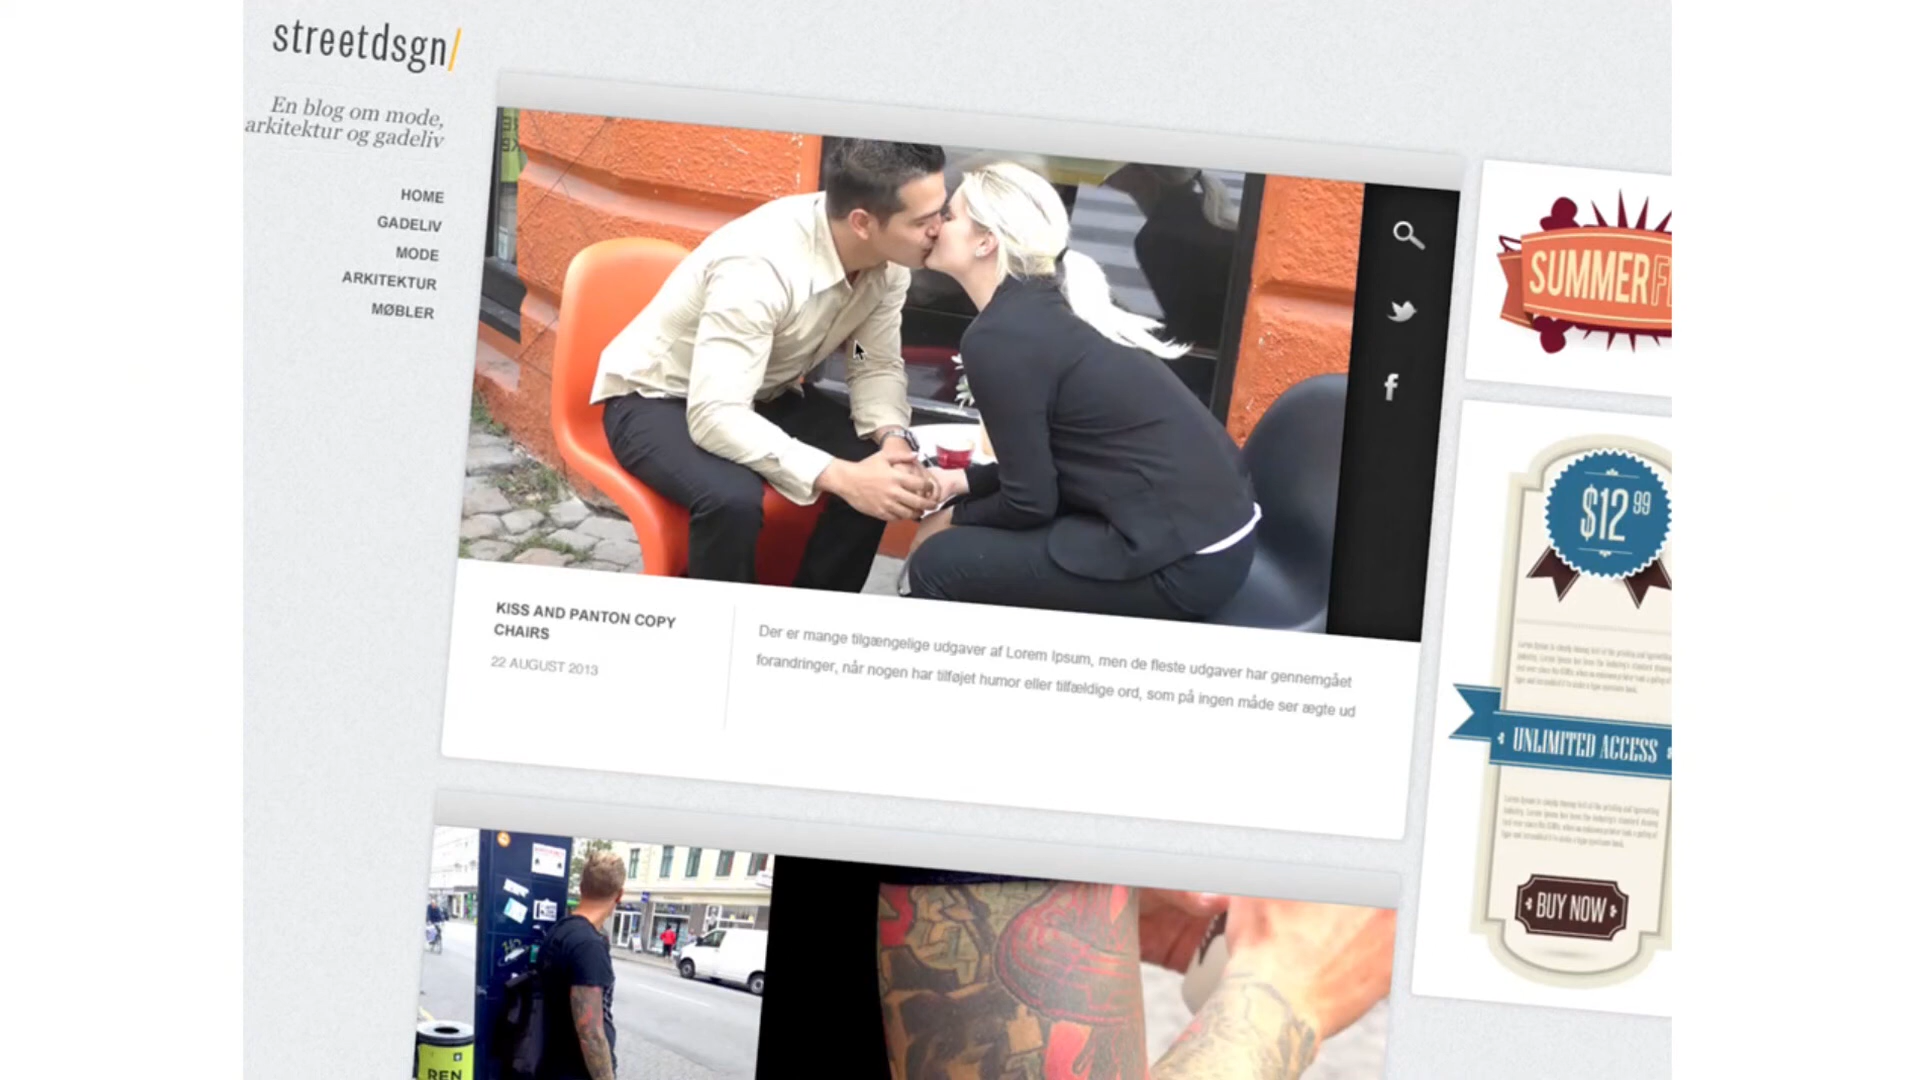 streetdsgn/
En blog om mode,
arkitektur og gadeliv
HOME
GADELIV
MODE
ARKITEKTUR
MØBLER
SUMMER
KISS AND PANTON COPY
CHAIRS
22 AUGUST 2013
Der er mange tilgængelige udgaver af Lorem Ipsum, men de fleste udgaver har gennemgået
forandringer, når nogen har tilføjet humor eller tilfældige ord, som på ingen måde ser ægte ud
$12 99
UNLIMITED ACCESS
BUY NOW
REN